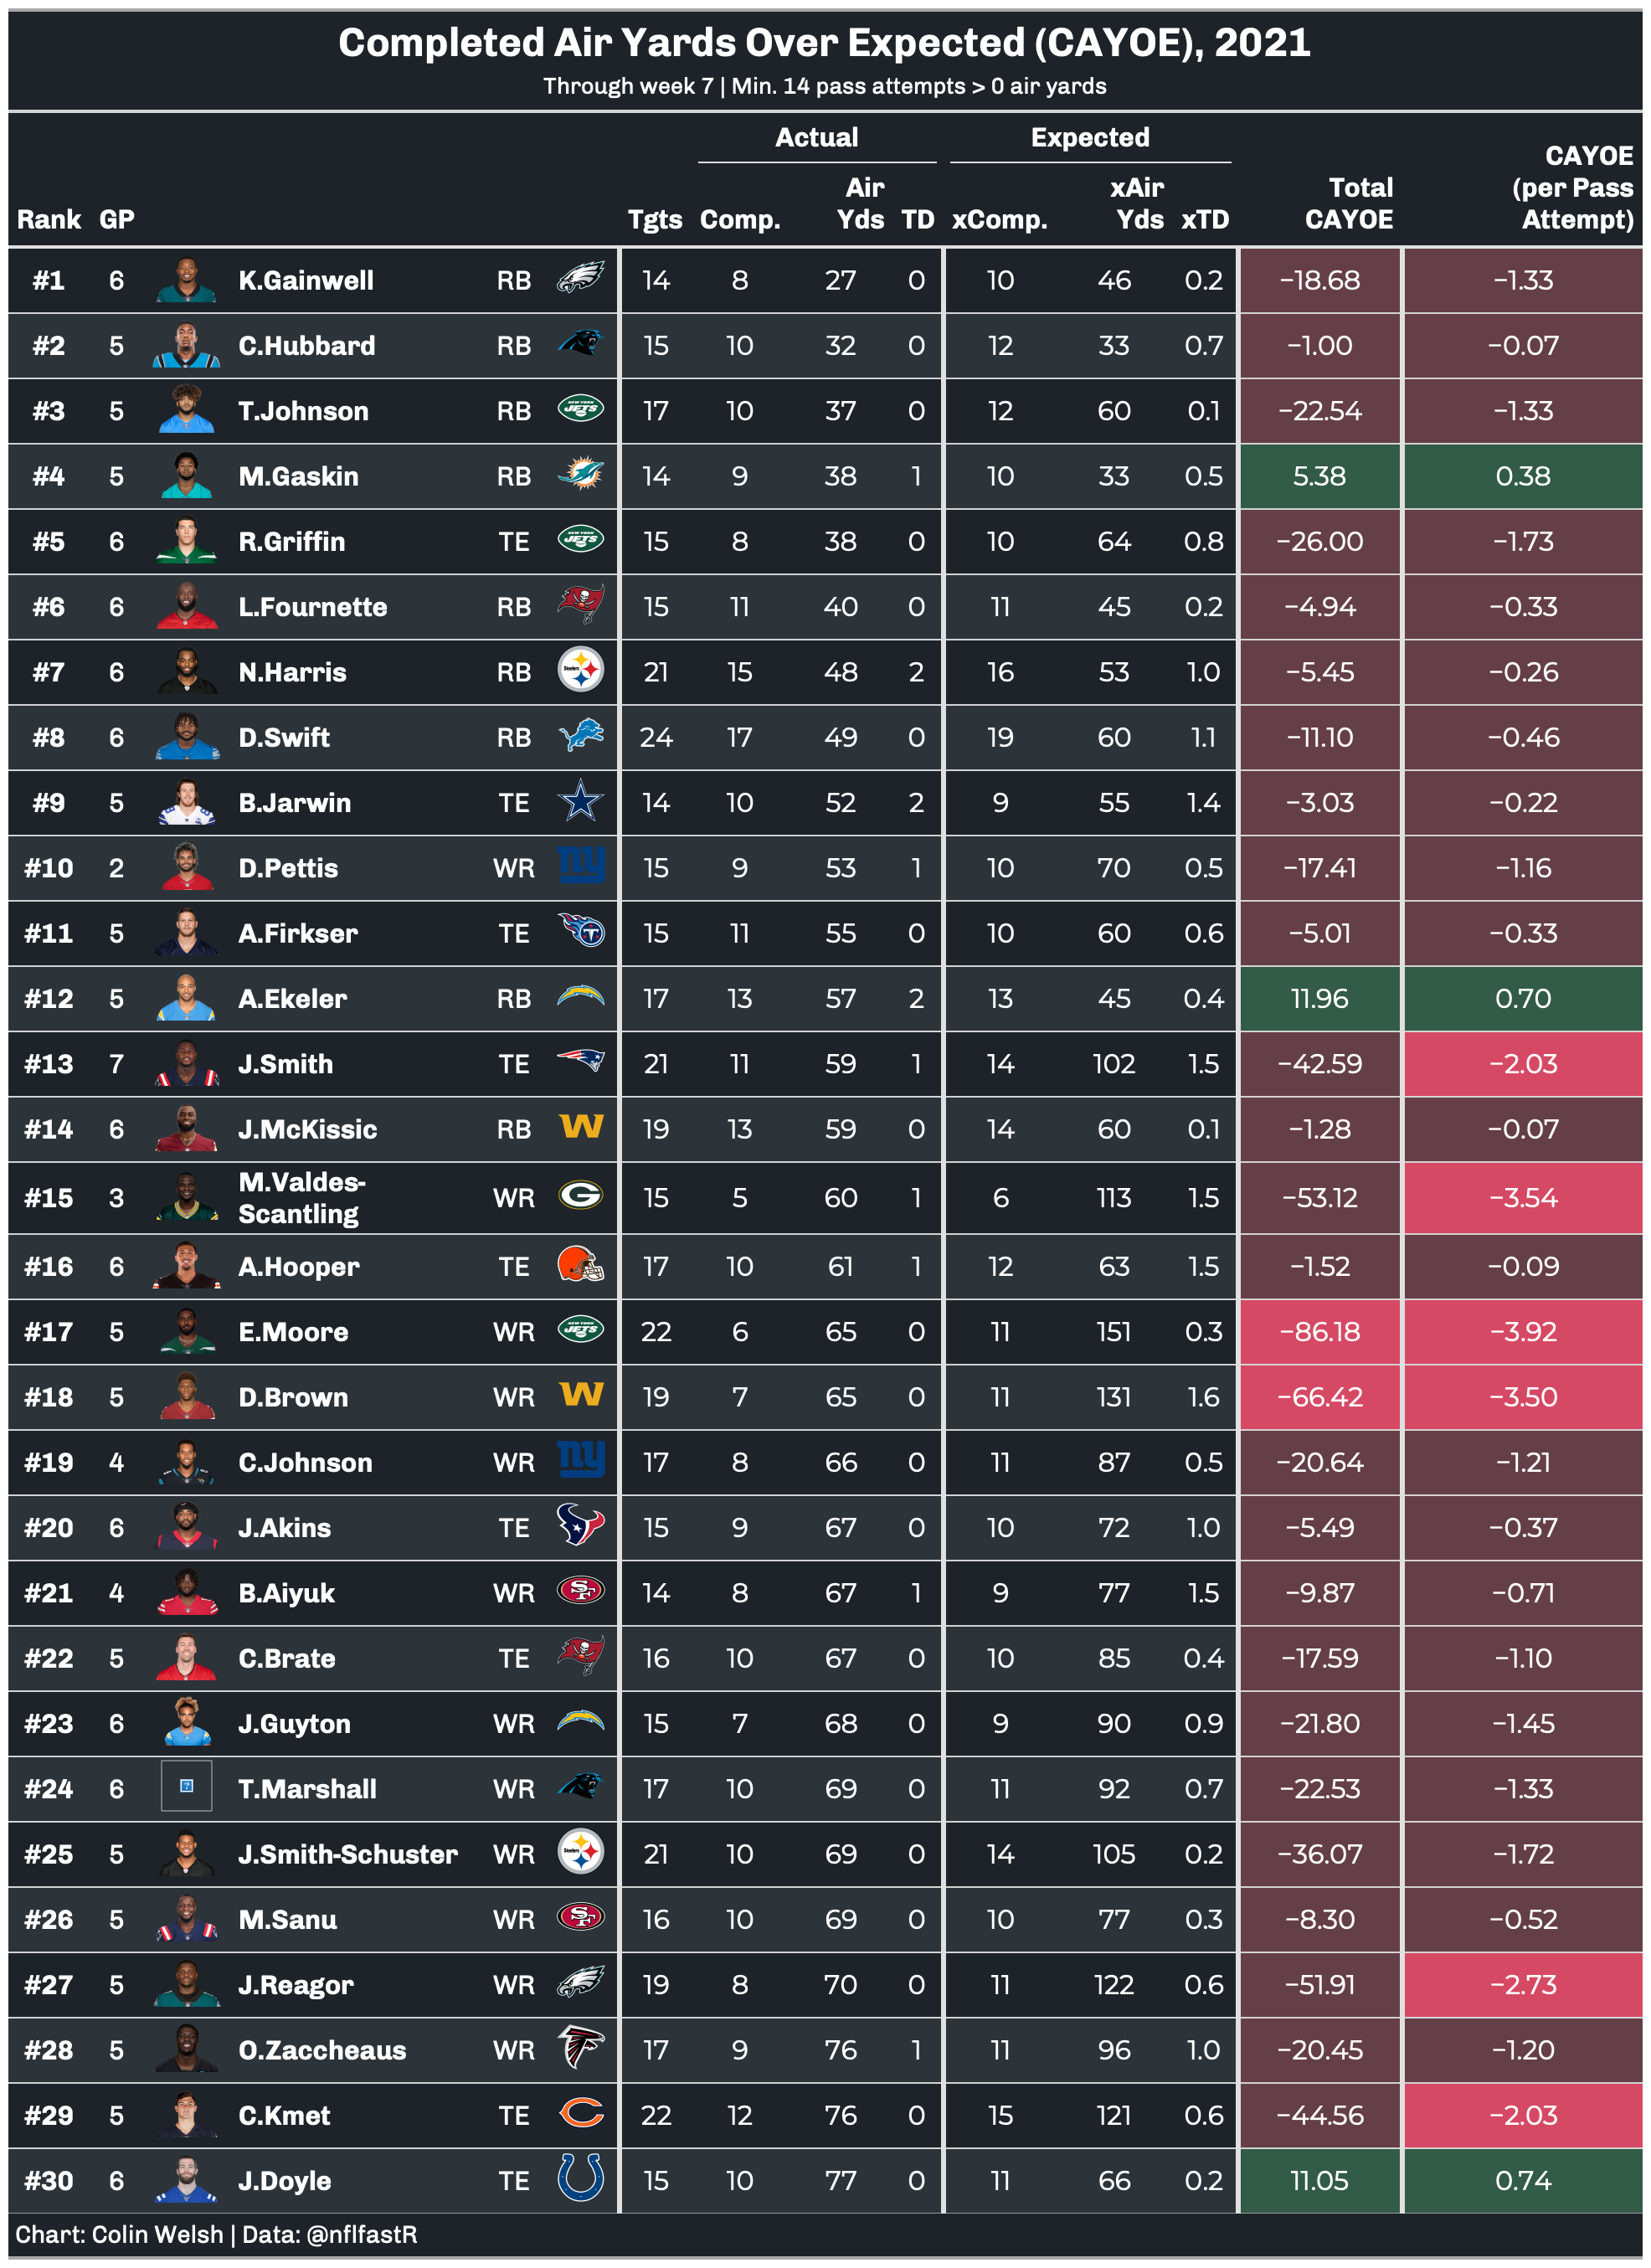 Completed Air Yards Over Expected (CAYOE), 2021
Through week 7 | Min. 14 pass attempts > 0 air yards
Actual Expected
Rank GP Tgts Comp. Air Yds TD xComp. xAir Yds xTD Total CAYOE CAYOE (per Pass Attempt)
#1 6 K.Gainwell RB 14 8 27 0 10 46 0.2 −18.68 −1.33
#2 5 C.Hubbard RB 15 10 32 0 12 33 0.7 −1.00 −0.07
#3 5 T.Johnson RB NEW YORK JETS 17 10 37 0 12 60 0.1 −22.54 −1.33
#4 5 M.Gaskin RB 14 9 38 1 10 33 0.5 5.38 0.38
#5 6 R.Griffin TE NEW YORK JETS 15 8 38 0 10 64 0.8 −26.00 −1.73
#6 6 L.Fournette RB 15 11 40 0 11 45 0.2 −4.94 −0.33
#7 6 N.Harris RB Steelers 21 15 48 2 16 53 1.0 −5.45 −0.26
#8 6 D.Swift RB 24 17 49 0 19 60 1.1 −11.10 −0.46
#9 5 B.Jarwin TE 14 10 52 2 9 55 1.4 −3.03 −0.22
#10 2 D.Pettis WR ny 15 9 53 1 10 70 0.5 −17.41 −1.16
#11 5 A.Firkser TE T 15 11 55 0 10 60 0.6 −5.01 −0.33
#12 5 A.Ekeler RB 17 13 57 2 13 45 0.4 11.96 0.70
#13 7 J.Smith TE 21 11 59 1 14 102 1.5 −42.59 −2.03
#14 6 J.McKissic RB W 19 13 59 0 14 60 0.1 −1.28 −0.07
#15 3 M.Valdes-Scantling WR G 15 5 60 1 6 113 1.5 −53.12 −3.54
#16 6 A.Hooper TE 17 10 61 1 12 63 1.5 −1.52 −0.09
#17 5 E.Moore WR NEW YORK JETS 22 6 65 0 11 151 0.3 −86.18 −3.92
#18 5 D.Brown WR W 19 7 65 0 11 131 1.6 −66.42 −3.50
#19 4 C.Johnson WR ny 17 8 66 0 11 87 0.5 −20.64 −1.21
#20 6 J.Akins TE 15 9 67 0 10 72 1.0 −5.49 −0.37
#21 4 B.Aiyuk WR SF 14 8 67 1 9 77 1.5 −9.87 −0.71
#22 5 C.Brate TE 16 10 67 0 10 85 0.4 −17.59 −1.10
#23 6 J.Guyton WR 15 7 68 0 9 90 0.9 −21.80 −1.45
#24 6 ? T.Marshall WR 17 10 69 0 11 92 0.7 −22.53 −1.33
#25 5 J.Smith-Schuster WR Steelers 21 10 69 0 14 105 0.2 −36.07 −1.72
#26 5 M.Sanu WR SF 16 10 69 0 10 77 0.3 −8.30 −0.52
#27 5 J.Reagor WR 19 8 70 0 11 122 0.6 −51.91 −2.73
#28 5 O.Zaccheaus WR 17 9 76 1 11 96 1.0 −20.45 −1.20
#29 5 C.Kmet TE C 22 12 76 0 15 121 0.6 −44.56 −2.03
#30 6 J.Doyle TE 15 10 77 0 11 66 0.2 11.05 0.74
Chart: Colin Welsh | Data: @nflfastR